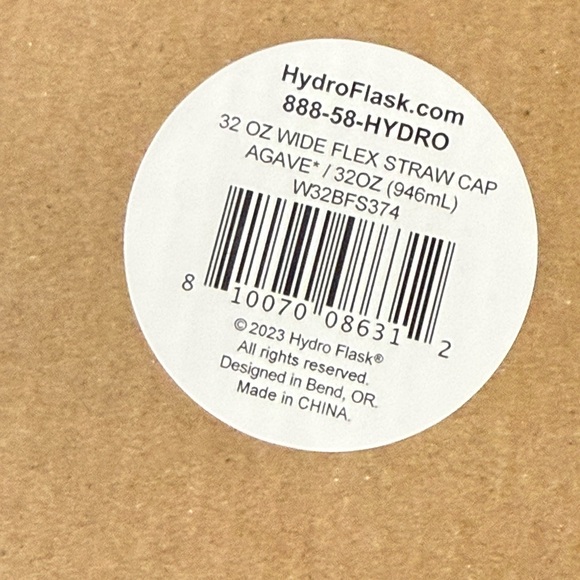 HydroFlask.com
888-58-HYDRO
32 OZ WIDE FLEX STRAW CAP
AGAVE* / 32OZ (946mL)
W32BFS374
8 10070 08631 2
© 2023 Hydro Flask®
All rights reserved.
Designed in Bend, OR.
Made in CHINA.